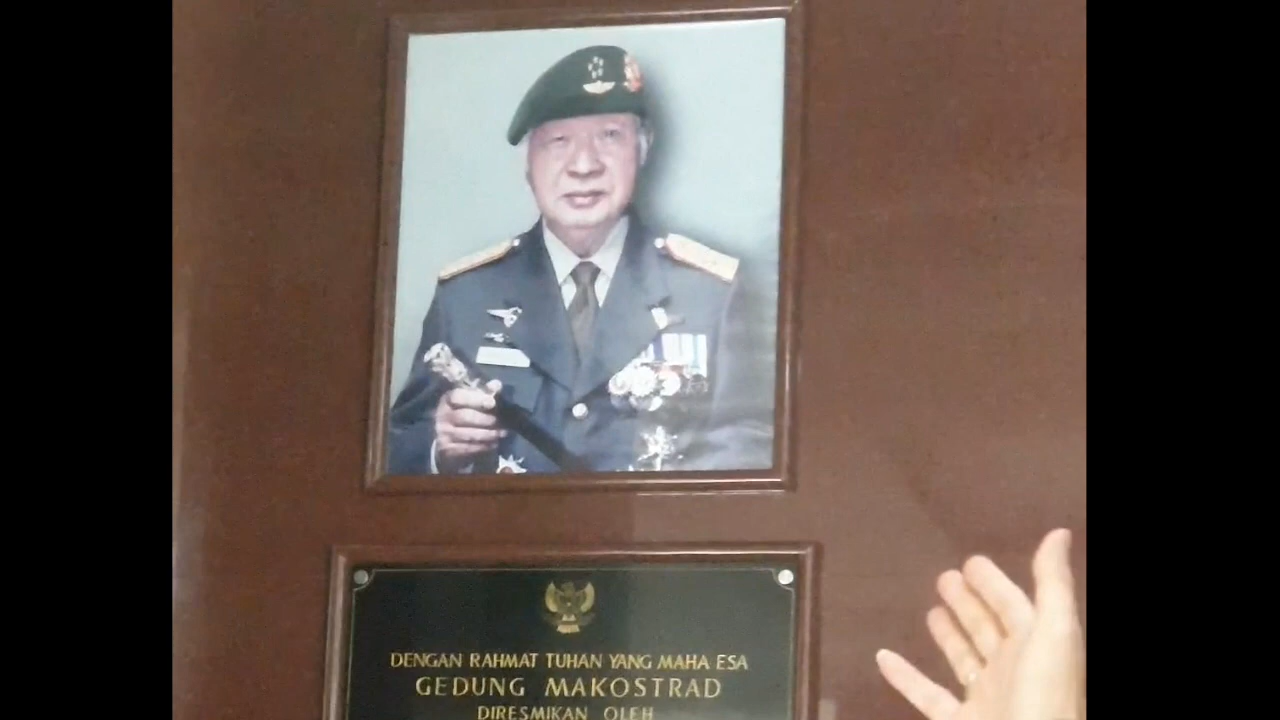 DENGAN RAHMAT TUHAN YANG MAHA ESA
GEDUNG MAKOSTRAD
DIRESMIKAN OLEH